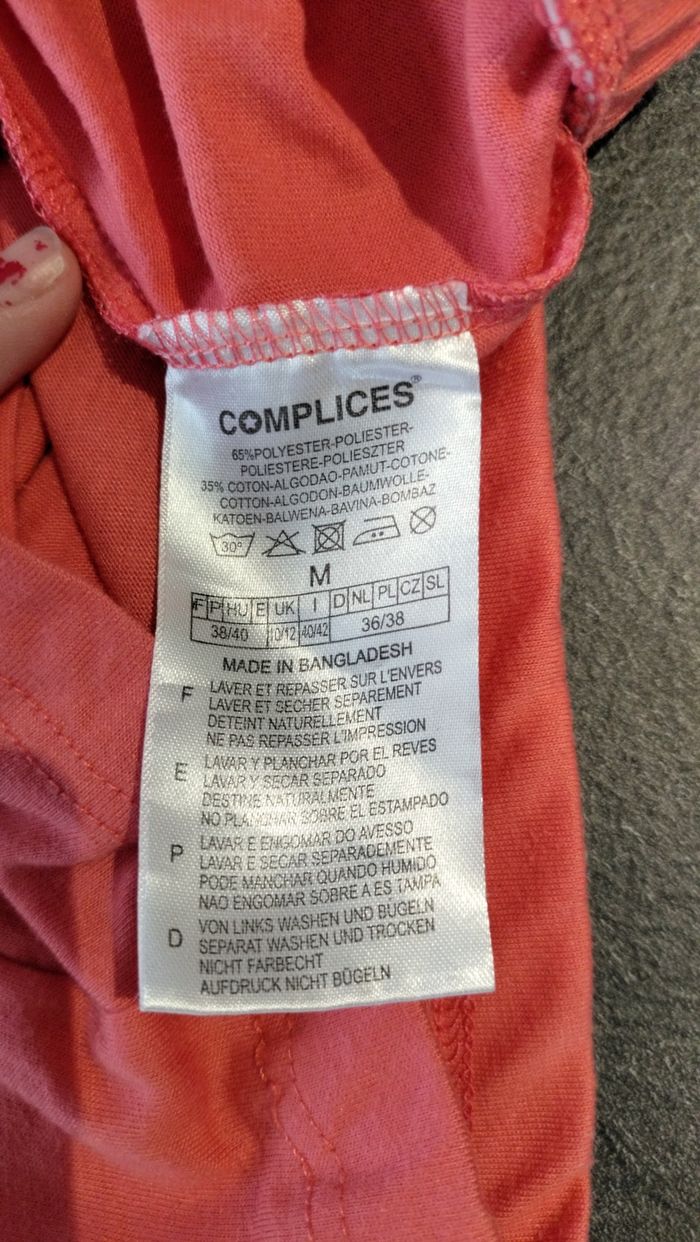 COMPLICES®
65%POLYESTER-POLIESTER-
POLIESTERE-POLIESZTER
35% COTON-ALGODAO-PAMUT-COTONE-
COTTON-ALGODON-BAUMWOLLE-
KATOEN-BALWENA-BAVINA-BOMBAZ
30°
M
F P HU E UK I D NL PL CZ SL
38/40 10/12 40/42 36/38
MADE IN BANGLADESH
F LAVER ET REPASSER SUR L'ENVERS
LAVER ET SECHER SEPAREMENT
DETEINT NATURELLEMENT
NE PAS REPASSER L'IMPRESSION
E LAVAR Y PLANCHAR POR EL REVES
LAVAR Y SECAR SEPARADO
DESTINE NATURALMENTE
NO PLANCHAR SOBRE EL ESTAMPADO
P LAVAR E ENGOMAR DO AVESSO
LAVAR E SECAR SEPARADEMENTE
PODE MANCHAR QUANDO HUMIDO
NAO ENGOMAR SOBRE A ES TAMPA
D VON LINKS WASHEN UND BÜGELN
SEPARAT WASHEN UND TROCKEN
NICHT FARBECHT
AUFDRUCK NICHT BÜGELN